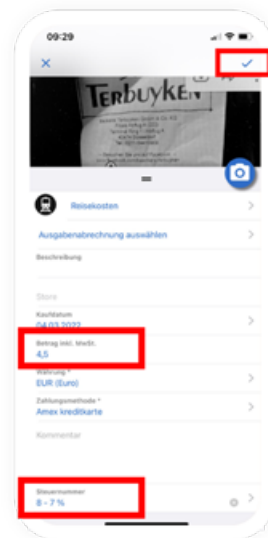 09:29
TERBUYKEN
Reisekosten
Ausgabenabrechnung auswählen
Beschreibung
Store
Kaufdatum
04.03.2022
Betrag inkl. MwSt.
4,5
Währung *
EUR (Euro)
Zahlungsmethode *
Amex kreditkarte
Kommentar
Steuernummer
8 - 7 %